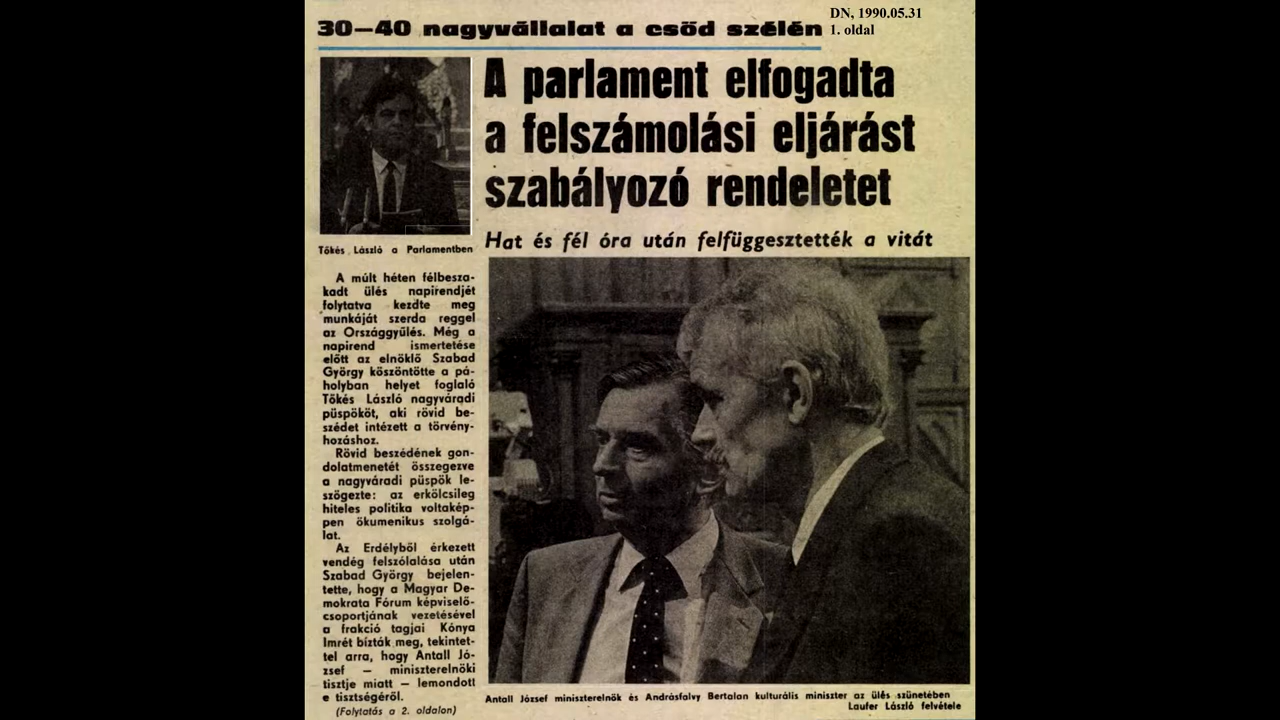 30—40 nagyvállalat a csőd szélén
DN, 1990.05.31
1. oldal
A parlament elfogadta
a felszámolási eljárást
szabályozó rendeletet
Hat és fél óra után felfüggesztették a vitát
Tőkés László a Parlamentben
A múlt héten félbesza-
kadt ülés napirendjét
folytatva kezdte meg
munkáját szerda reggel
az Országgyűlés. Még a
napirend ismertetése
előtt az elnöklő Szabad
György köszöntötte a pá-
holyban helyet foglaló
Tőkés László nagyváradi
püspököt, aki rövid be-
szédet intézett a törvény-
hozáshoz.
Rövid beszédének gon-
dolatmenetét összegezve
a nagyváradi püspök le-
szögezte: az erkölcsileg
hiteles politika voltakép-
pen ökumenikus szolgá-
lat.
Az Erdélyből érkezett
vendég felszólalása után
Szabad György bejelen-
tette, hogy a Magyar De-
mokrata Fórum képviselő-
csoportjának vezetésével
a frakció tagjai Kónya
Imrét bízták meg, tekintet-
tel arra, hogy Antall Jó-
zsef — miniszterelnöki
tisztje miatt — lemondott
e tisztségéről.
(Folytatás a 2. oldalon)
Antall József miniszterelnök és Andrásfalvy Bertalan kulturális miniszter az ülés szünetében
Laufer László felvétele